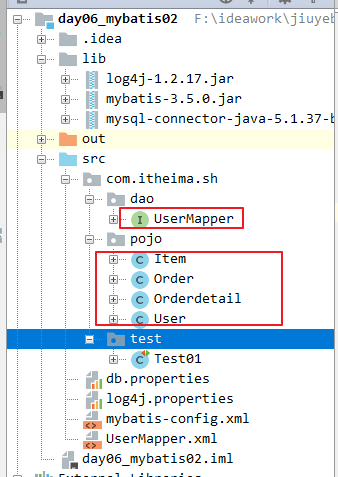 day06_mybatis02 F:\ideawork\jiuyeb
.idea
lib
log4j-1.2.17.jar
mybatis-3.5.0.jar
mysql-connector-java-5.1.37-b
out
src
com.itheima.sh
dao
I UserMapper
pojo
C Item
C Order
C Orderdetail
C User
test
C Test01
db.properties
log4j.properties
mybatis-config.xml
UserMapper.xml
day06_mybatis02.iml